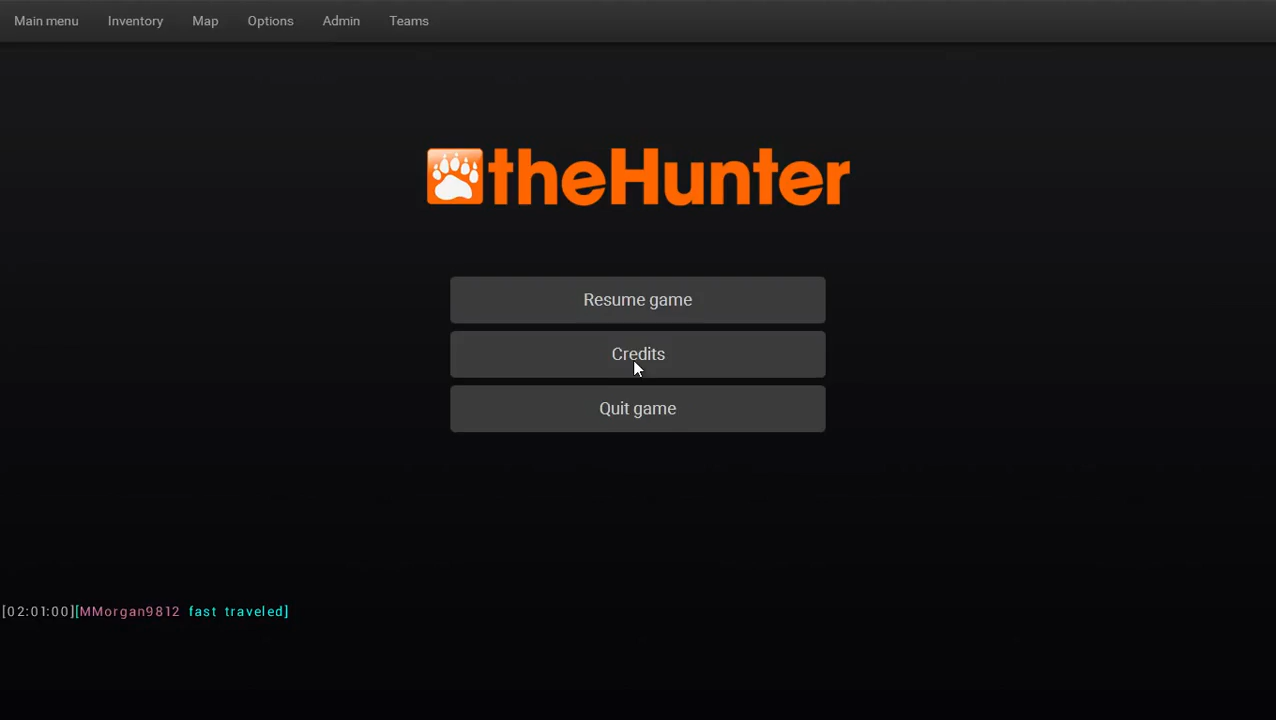 Main menu Inventory Map Options Admin Teams
theHunter
Resume game
Credits
Quit game
[02:01:00][MMorgan9812 fast traveled]